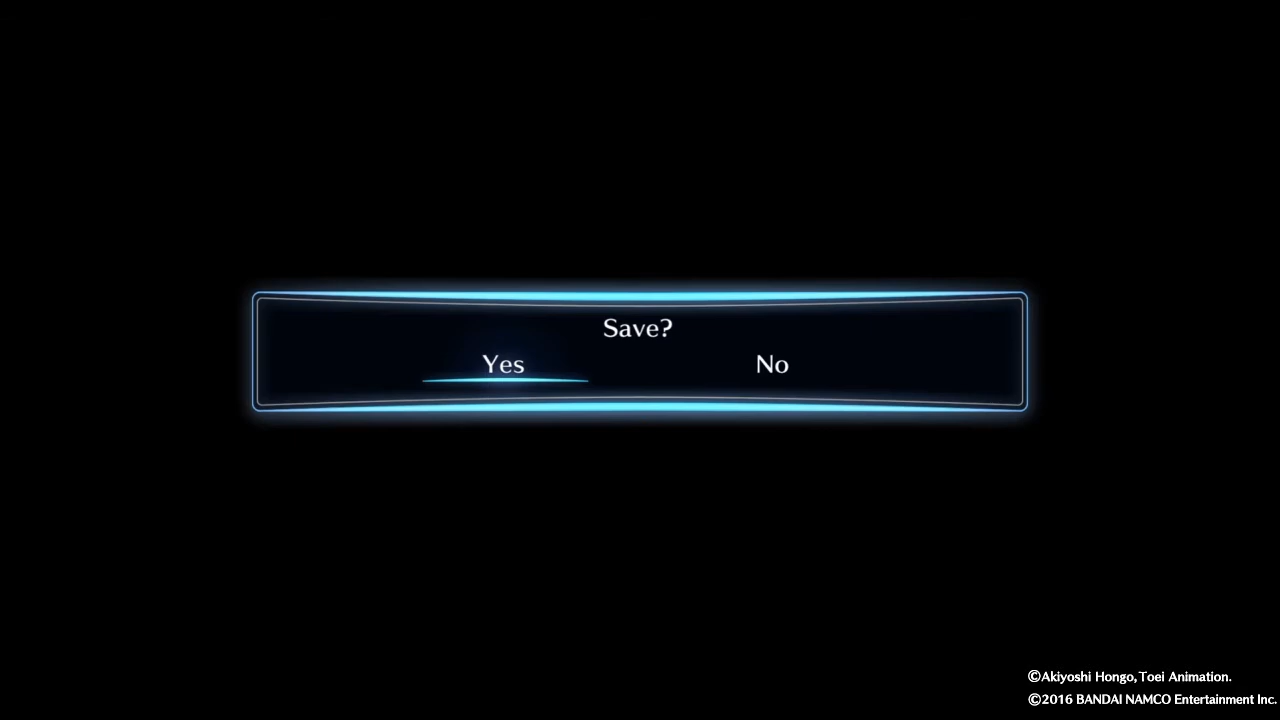 Save?
Yes No
©Akiyoshi Hongo, Toei Animation.
©2016 BANDAI NAMCO Entertainment Inc.